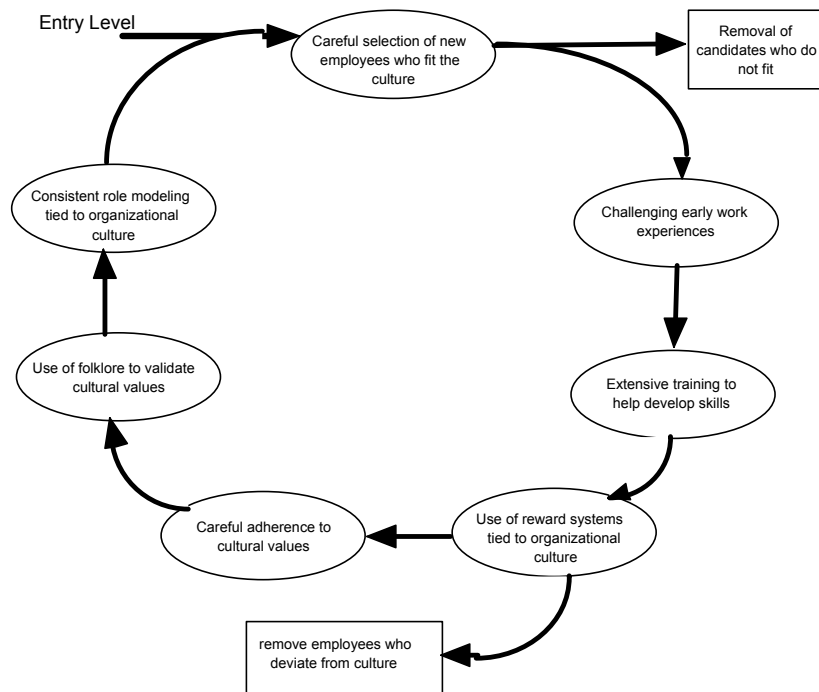 Entry Level
Careful selection of new
employees who fit the
culture
Removal of
candidates who do
not fit
Challenging early work
experiences
Extensive training to
help develop skills
Use of reward systems
tied to organizational
culture
remove employees who
deviate from culture
Careful adherence to
cultural values
Use of folklore to validate
cultural values
Consistent role modeling
tied to organizational
culture